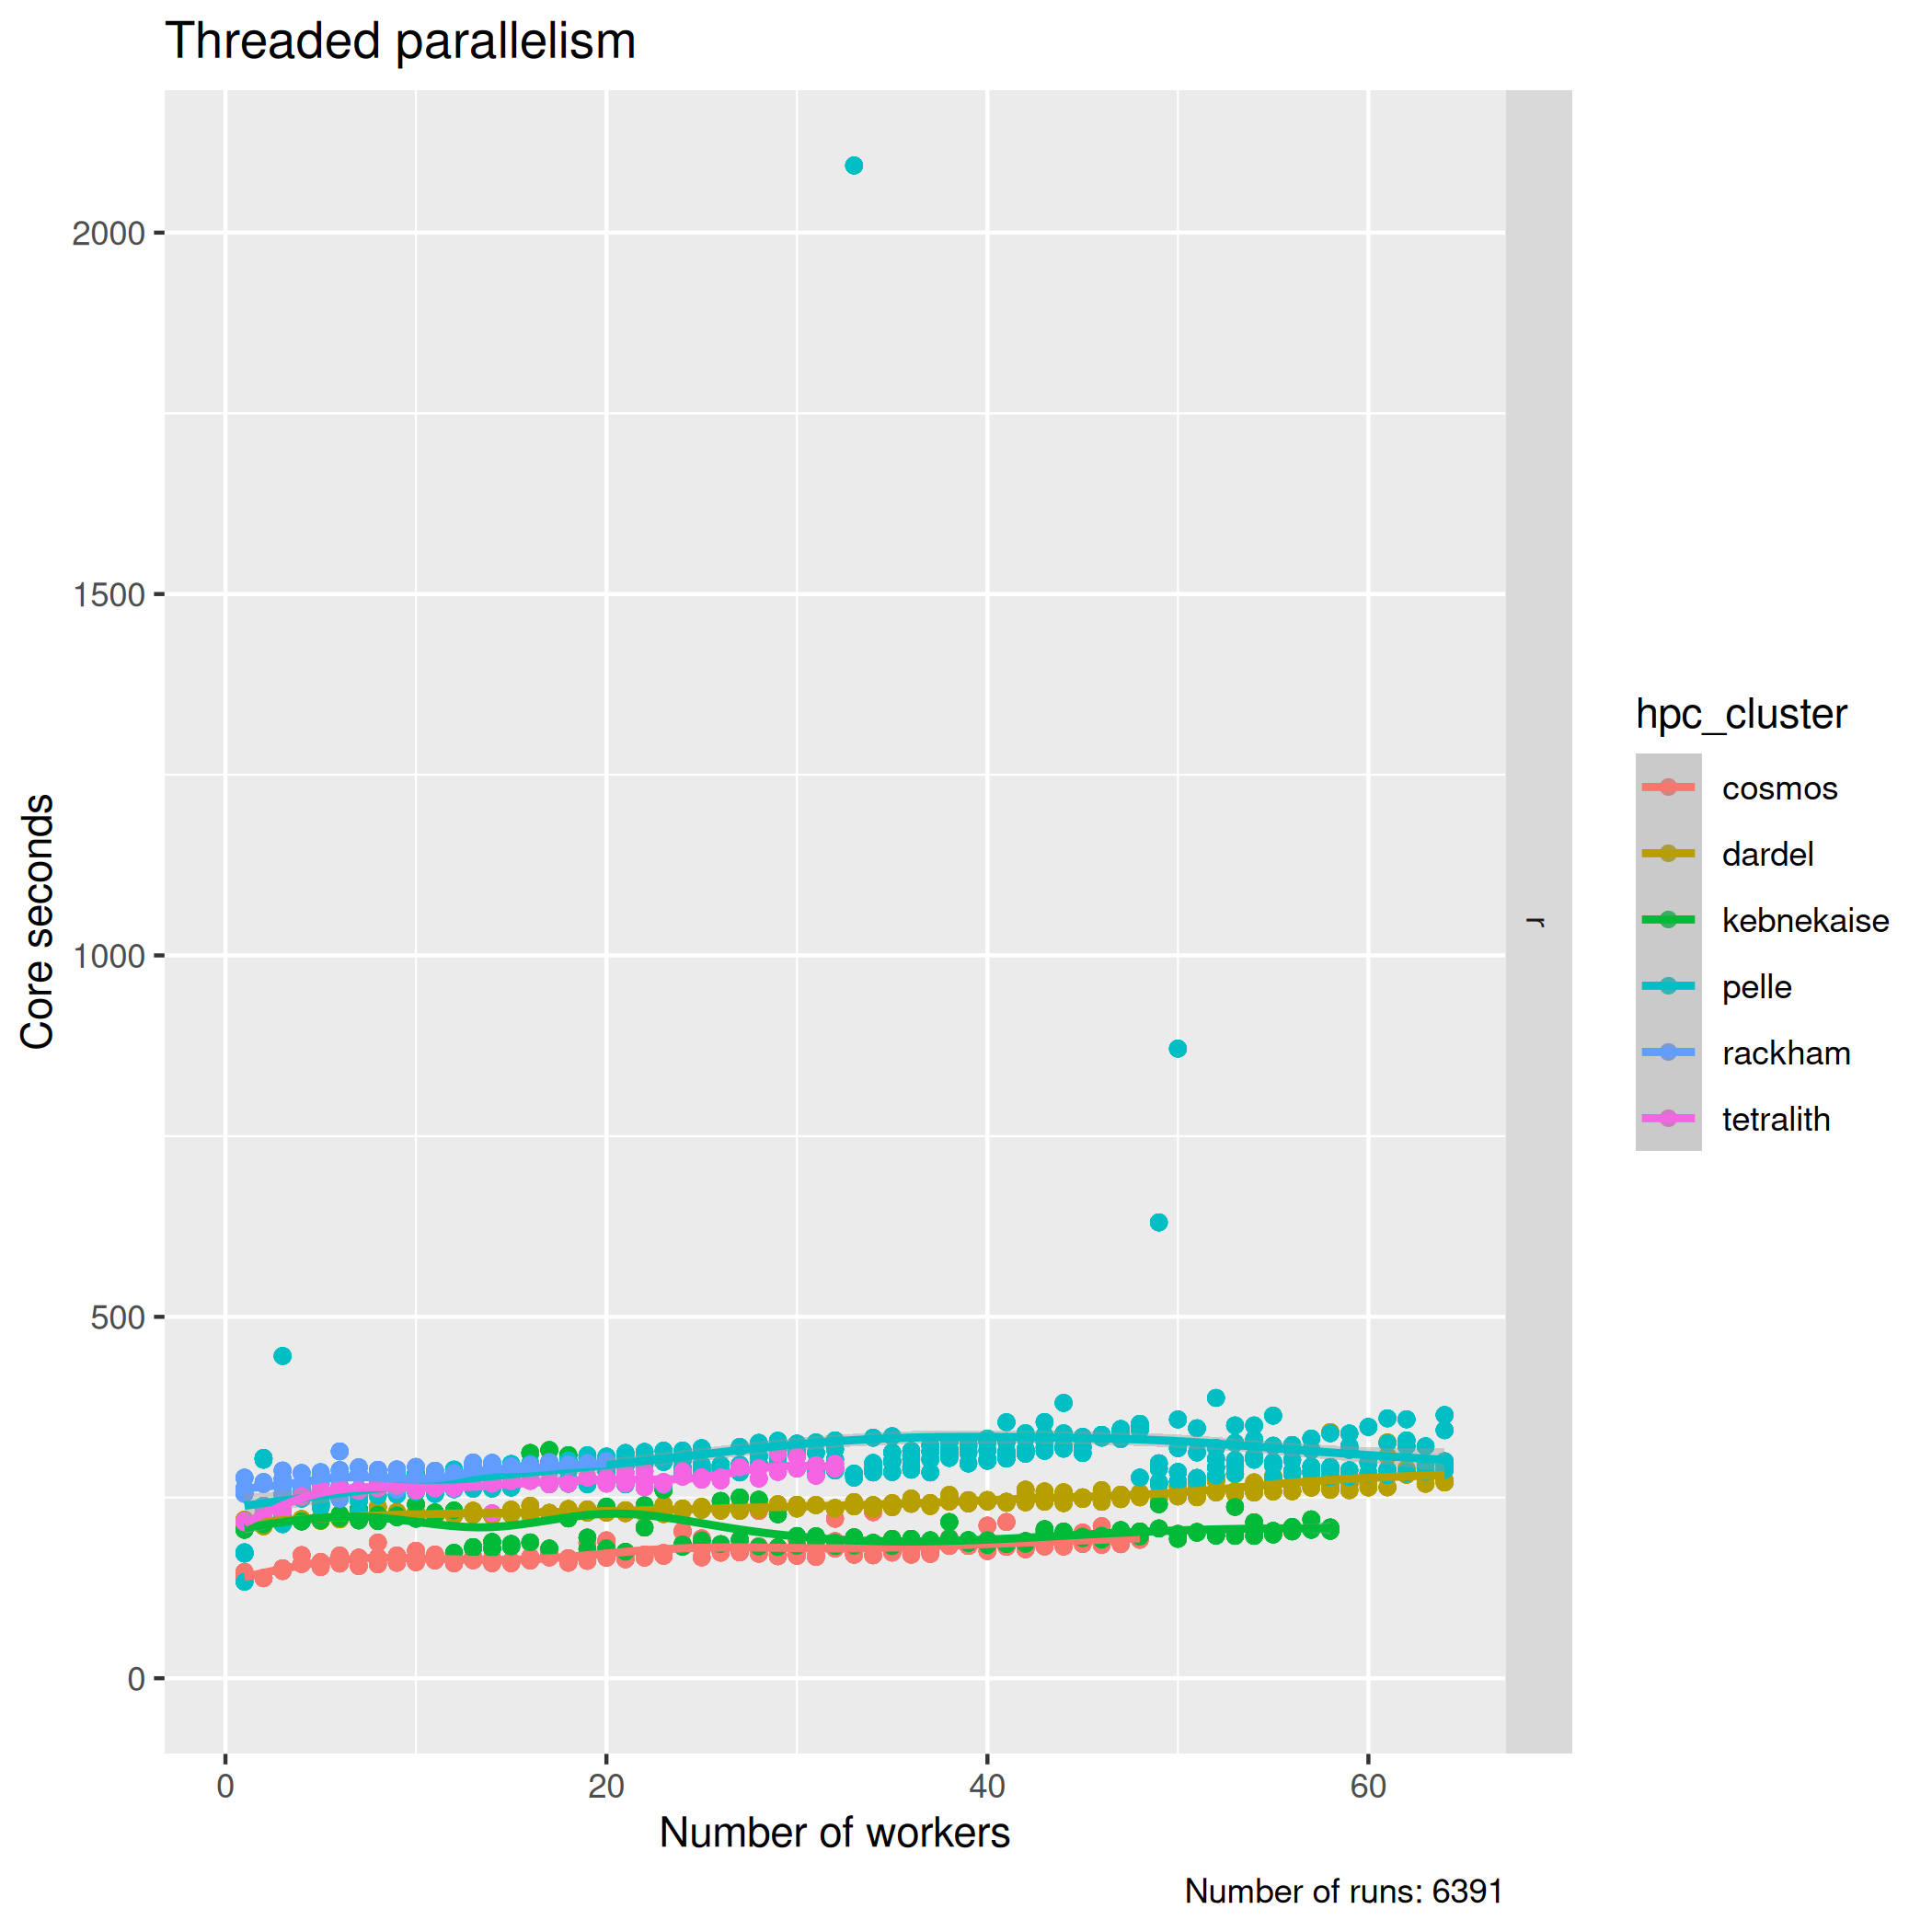 Threaded parallelism
2000
1500
1000
500
0
Core seconds
0 20 40 60
Number of workers
r
hpc_cluster
cosmos
dardel
kebnekaise
pelle
rackham
tetralith
Number of runs: 6391